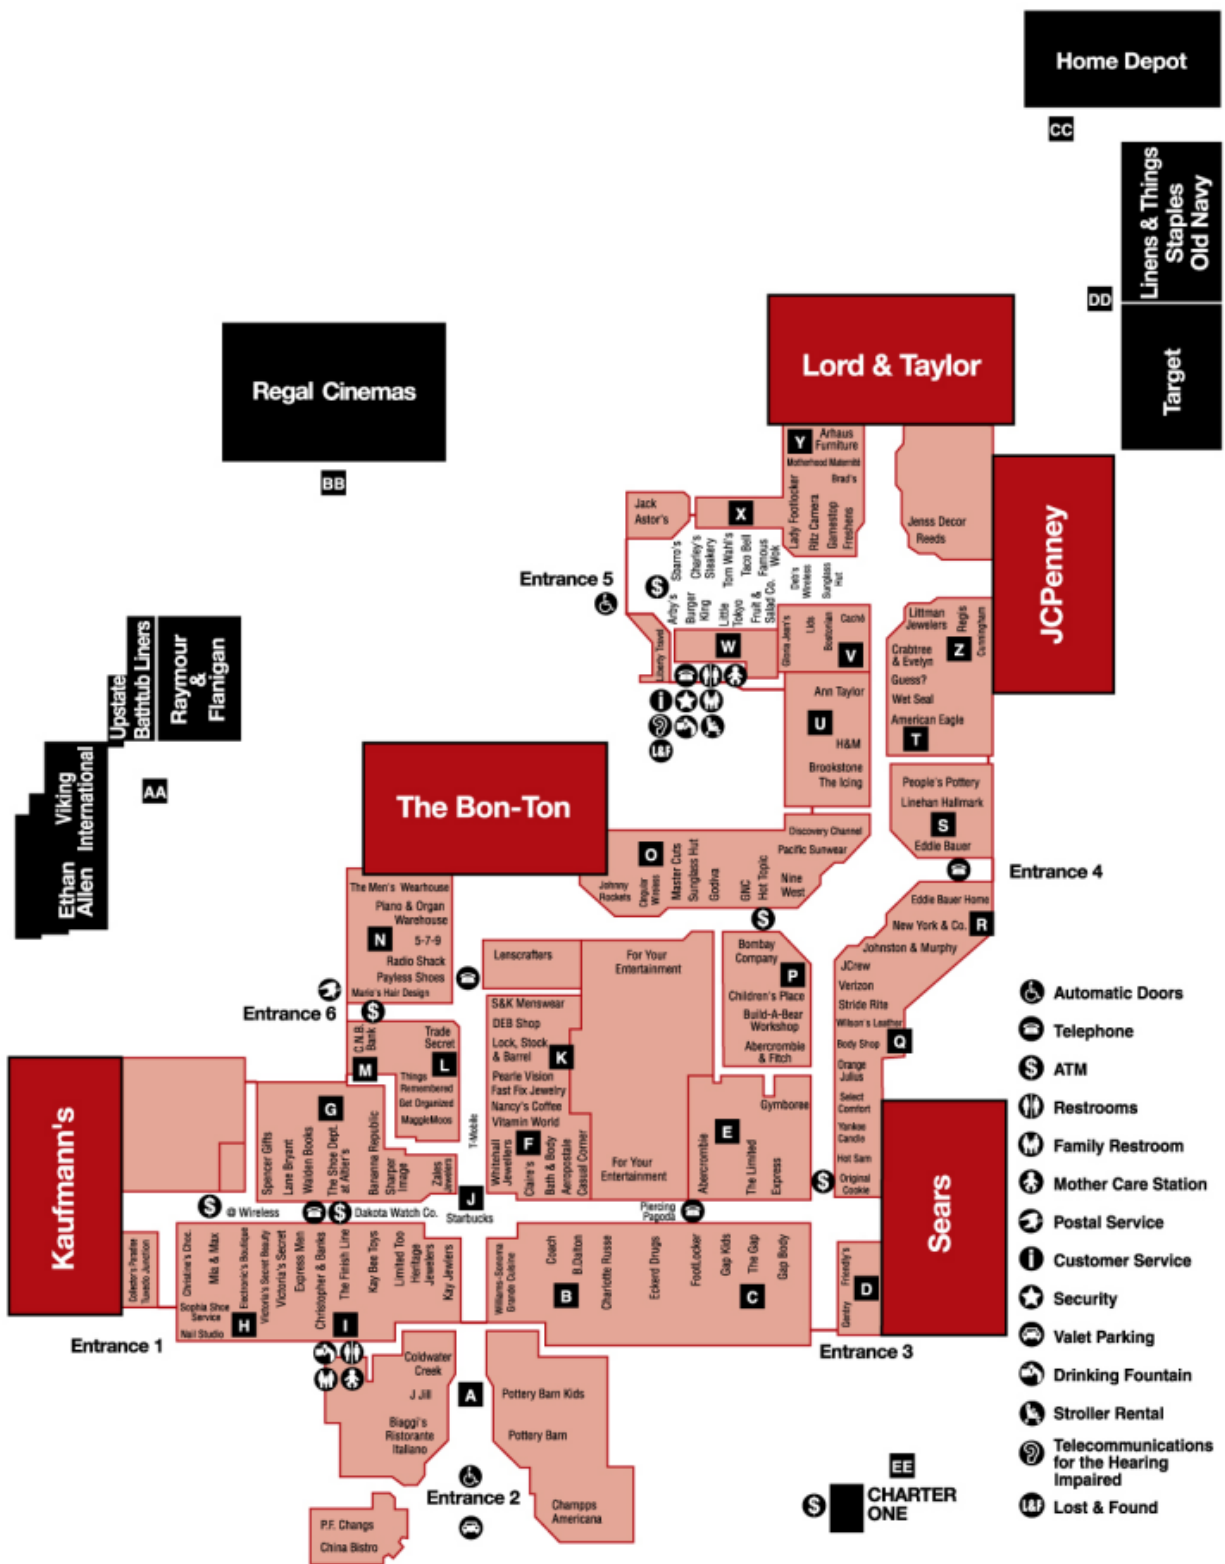 Home Depot
CC
Linens & Things
Staples
Old Navy
DD
Target
Lord & Taylor
Regal Cinemas
BB
JCPenney
Y
Arhaus
Furniture
Motherhood Maternité
Brad's
Lady Footlocker
Ritz Camera
Gamestop
Freshens
X
Jack
Astor's
Jenss Decor
Reeds
Entrance 5
Sbarro's
Charley's
Steakery
Tom Wahl's
Taco Bell
Famous
Wok
Deb's
Wireless
Sunglass
Hut
Arby's
Burger
King
Little
Tokyo
Fruit &
Salad Co.
Liberty Travel
W
Gloria Jean's
Lids
Bostonian
Caché
V
Littman
Jewelers
Regis
Cunningham
Z
Crabtree
& Evelyn
Guess?
Wet Seal
American Eagle
T
L&F
Ann Taylor
U
H&M
Brookstone
The Icing
Upstate
Bathtub Liners
Raymour
&
Flanigan
AA
Viking
International
Ethan
Allen
The Bon-Ton
People's Pottery
Linehan Hallmark
S
Eddie Bauer
Entrance 4
Discovery Channel
Pacific Sunwear
O
Johnny
Rockets
Cingular
Wireless
Master Cuts
Sunglass Hut
Godiva
GNC
Hot Topic
Nine
West
The Men's Wearhouse
Piano & Organ
Warehouse
N
5-7-9
Radio Shack
Payless Shoes
Mario's Hair Design
Entrance 6
Eddie Bauer Home
New York & Co.
R
Johnston & Murphy
JCrew
Verizon
Stride Rite
Wilson's Leather
Body Shop
Q
Orange
Julius
Select
Comfort
Yankee
Candle
Hot Sam
Original
Cookie
Lenscrafters
For Your
Entertainment
Bombay
Company
P
Children's Place
Build-A-Bear
Workshop
Abercrombie
& Fitch
S&K Menswear
DEB Shop
Lock, Stock
& Barrel
K
Pearle Vision
Fast Fix Jewelry
Nancy's Coffee
Vitamin World
F
Whitehall
Jewellers
Claire's
Bath & Body
Aeropostale
Casual Corner
For Your
Entertainment
C.N.B.
Bank
M
Trade
Secret
L
Things
Remembered
Get Organized
MaggieMoos
T-Mobile
Gymboree
E
Abercrombie
The Limited
Express
Kaufmann's
G
Spencer Gifts
Lane Bryant
Walden Books
The Shoe Dept.
at Altier's
Bananna Republic
Sharper
Image
Zales
Jewelers
J
Starbucks
Piercing
Pagoda
@ Wireless
Dakota Watch Co.
Sears
Collector's Paradise
Tuxedo Junction
Christina's Choc.
Mia & Max
Sophia Shoe
Service
Nail Studio
H
Electronic's Boutique
Victoria's Secret Beauty
Victoria's Secret
Express Men
Christopher & Banks
The Finish Line
I
Kay Bee Toys
Limited Too
Heritage
Jewelers
Kay Jewlers
Williams-Sonoma
Grande Cuisine
Coach
B
B.Dalton
Charlotte Russe
Eckerd Drugs
FootLocker
Gap Kids
The Gap
C
Gap Body
Friendly's
D
Gentry
Entrance 1
Entrance 3
Coldwater
Creek
J Jill
Biaggi's
Ristorante
Italiano
A
Pottery Barn Kids
Pottery Barn
Champps
Americana
Entrance 2
P.F. Changs
China Bistro
EE
CHARTER
ONE
Automatic Doors
Telephone
ATM
Restrooms
Family Restroom
Mother Care Station
Postal Service
Customer Service
Security
Valet Parking
Drinking Fountain
Stroller Rental
Telecommunications
for the Hearing
Impaired
L&F Lost & Found